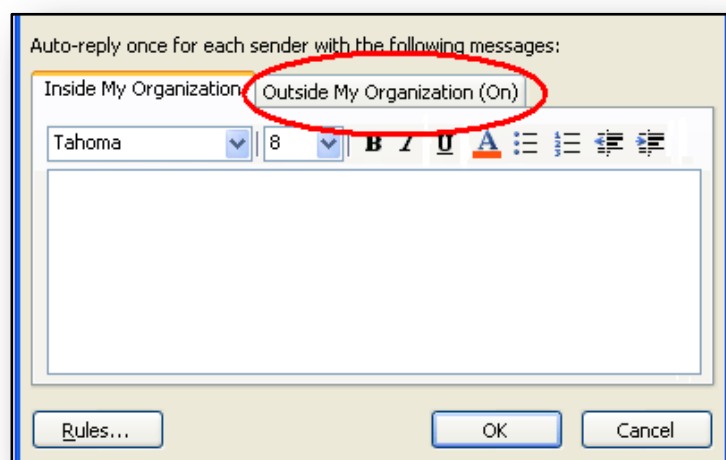 Auto-reply once for each sender with the following messages:
Inside My Organization Outside My Organization (On)
Tahoma 8 B I U A
Rules... OK Cancel